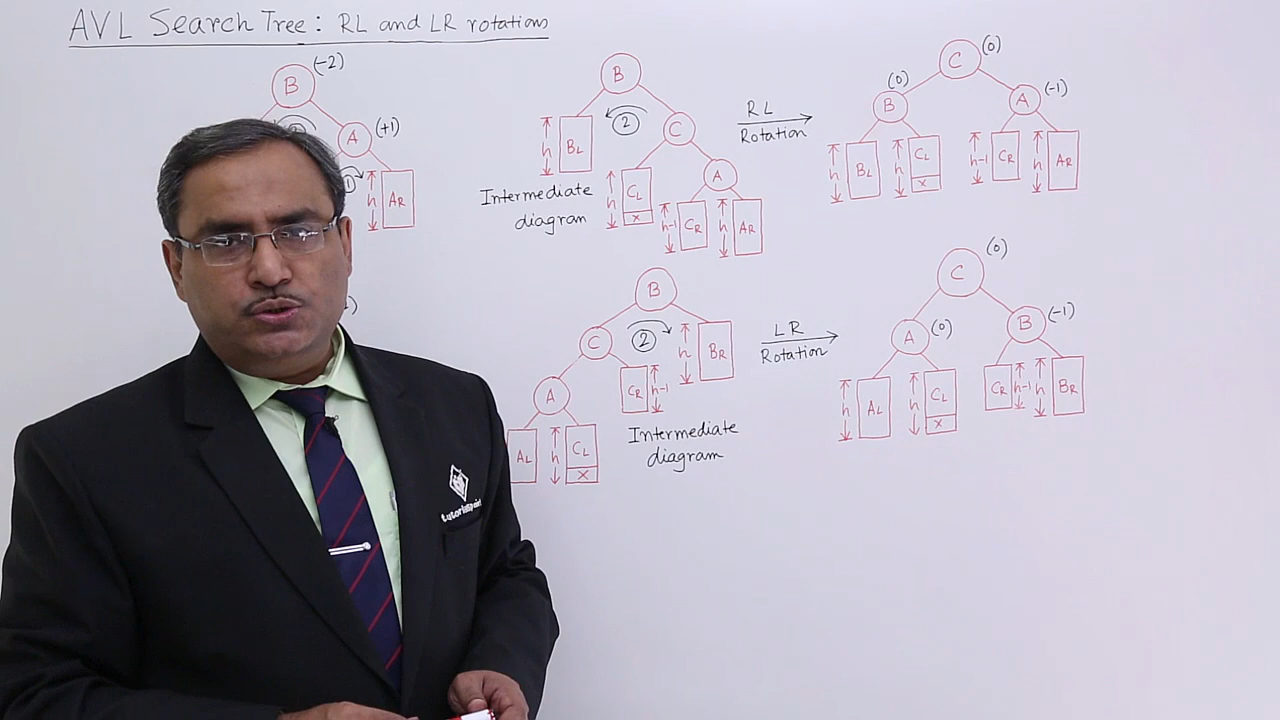 AVL Search Tree: RL and LR rotations
B (-2)
A (+1)
h AR
B
2
h BL
C
h CL
x
A
h-1 CR
h AR
Intermediate
diagram
RL
Rotation
C (0)
(0) B
A (-1)
h BL
h CL
x
h-1 CR
h AR
B
C
2
h BR
A
CR h-1
AL
h CL
x
Intermediate
diagram
LR
Rotation
C (0)
A (0)
B (-1)
h AL
h CL
x
CR h-1
h BR
tutorialspoint